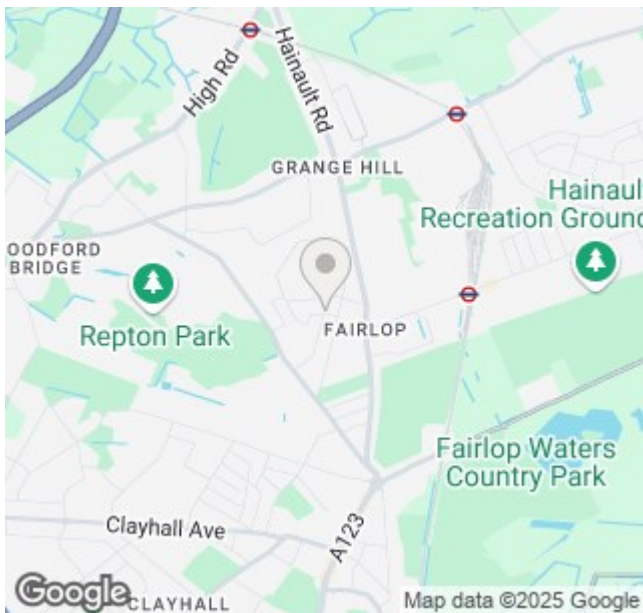 High Rd
Hainault Rd
GRANGE HILL
Hainaul
Recreation Ground
OODFORD
BRIDGE
Repton Park
FAIRLOP
Fairlop Waters
Country Park
Clayhall Ave
A123
CLAYHALL
Google
Map data ©2025 Google